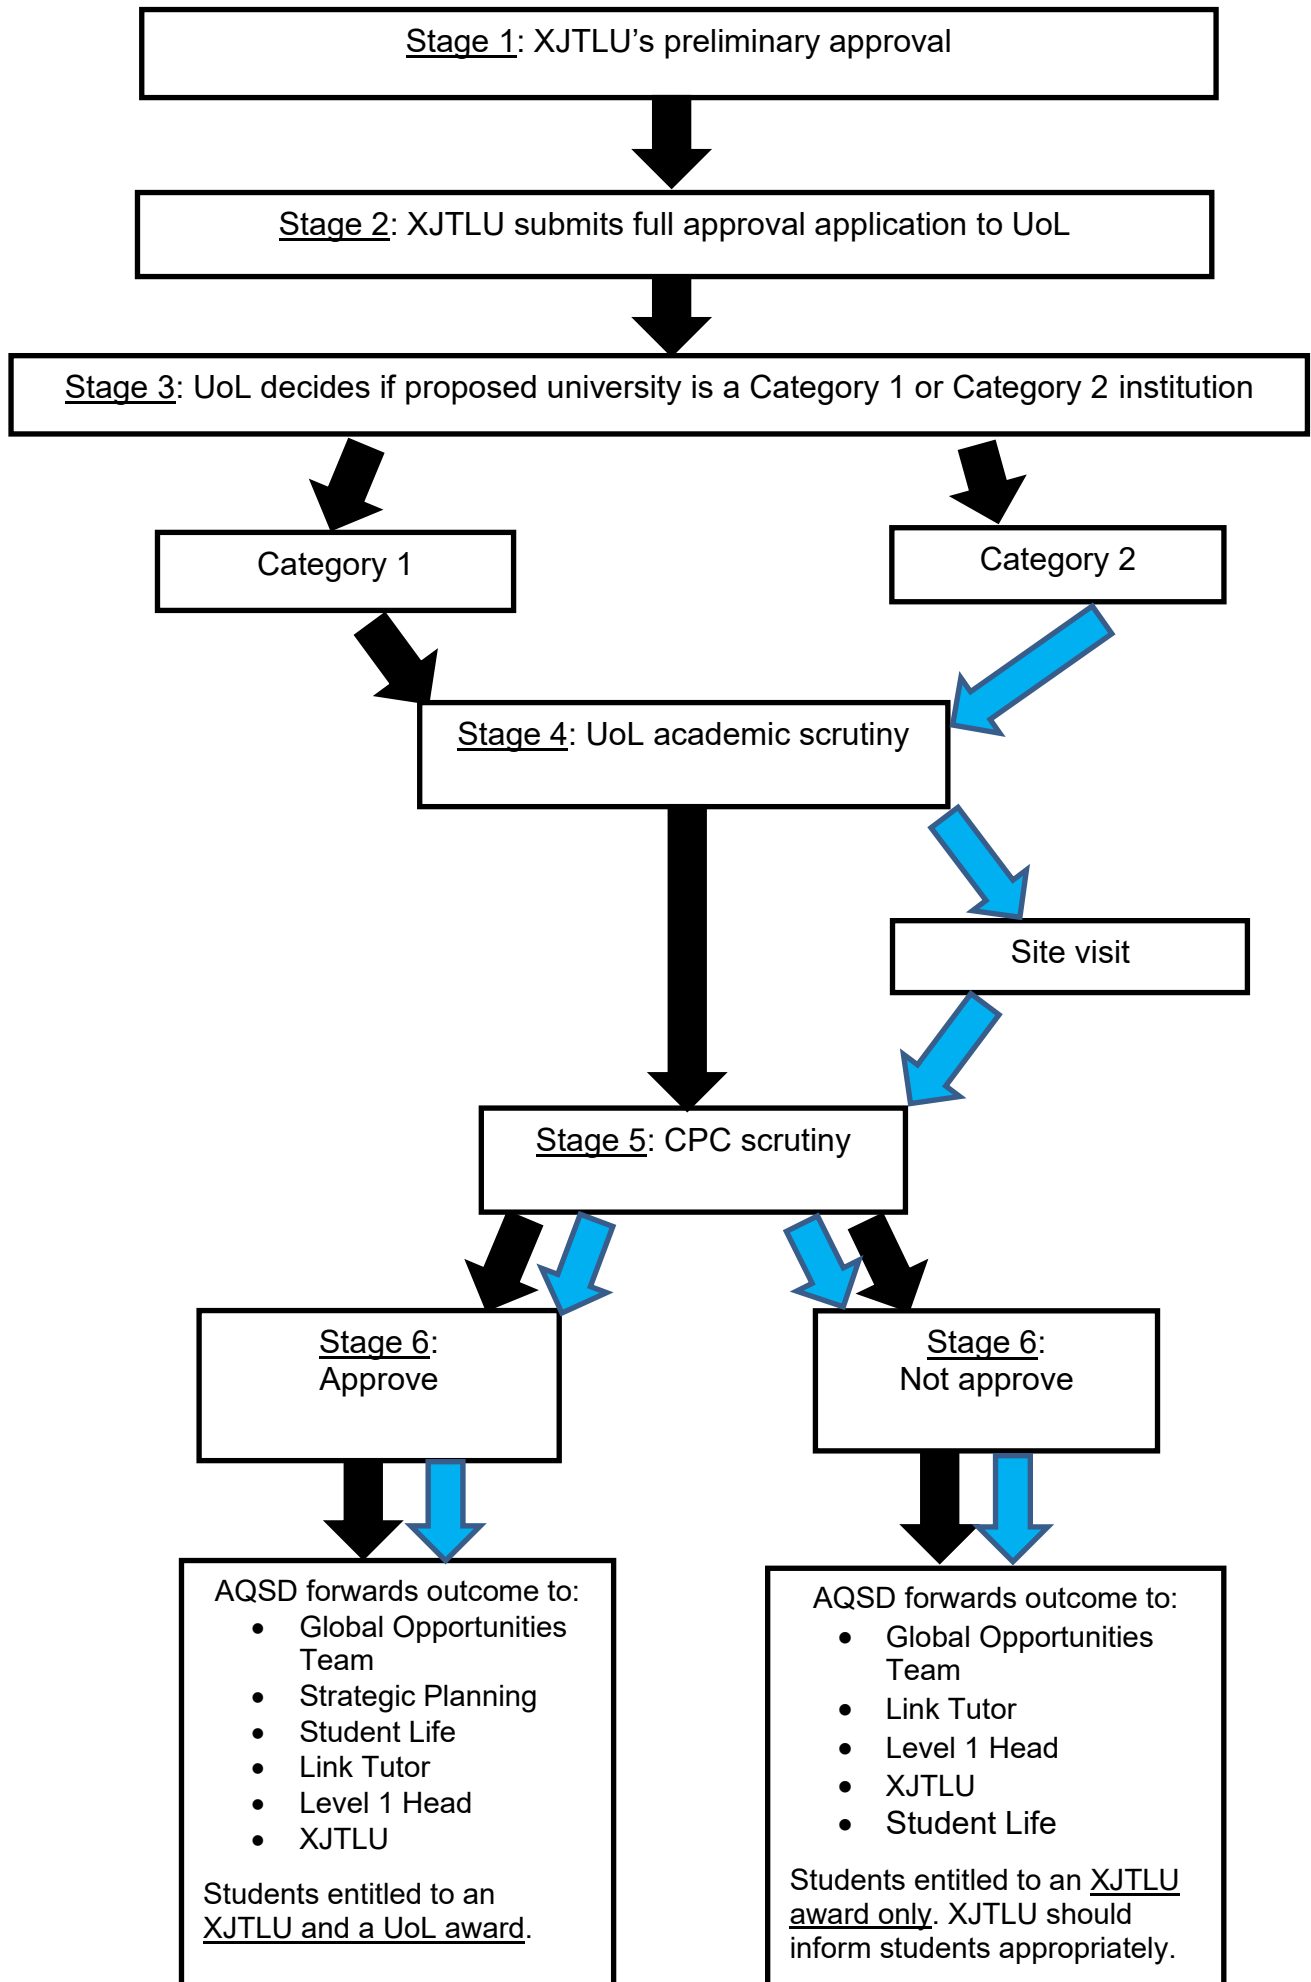 Stage 1: XJTLU’s preliminary approval
Stage 2: XJTLU submits full approval application to UoL
Stage 3: UoL decides if proposed university is a Category 1 or Category 2 institution
Category 1
Category 2
Stage 4: UoL academic scrutiny
Site visit
Stage 5: CPC scrutiny
Stage 6:
Approve
Stage 6:
Not approve
AQSD forwards outcome to:
• Global Opportunities
Team
• Strategic Planning
• Student Life
• Link Tutor
• Level 1 Head
• XJTLU
Students entitled to an
XJTLU and a UoL award.
AQSD forwards outcome to:
• Global Opportunities
Team
• Link Tutor
• Level 1 Head
• XJTLU
• Student Life
Students entitled to an XJTLU
award only. XJTLU should
inform students appropriately.